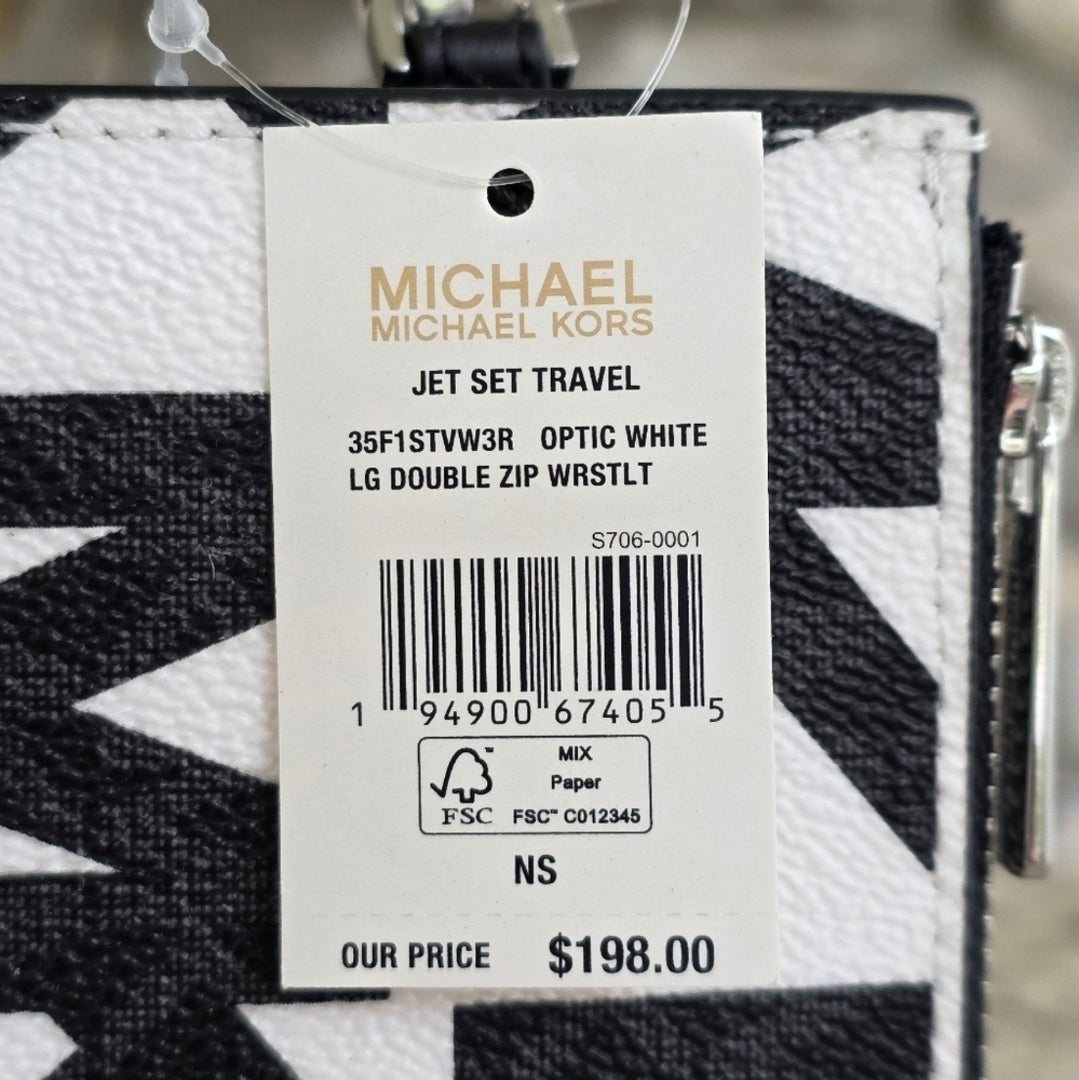 MICHAEL
MICHAEL KORS
JET SET TRAVEL
35F1STVW3R OPTIC WHITE
LG DOUBLE ZIP WRSTLT
S706-0001
1 94900 67405 5
FSC™
MIX
Paper
FSC™ C012345
NS
OUR PRICE $198.00